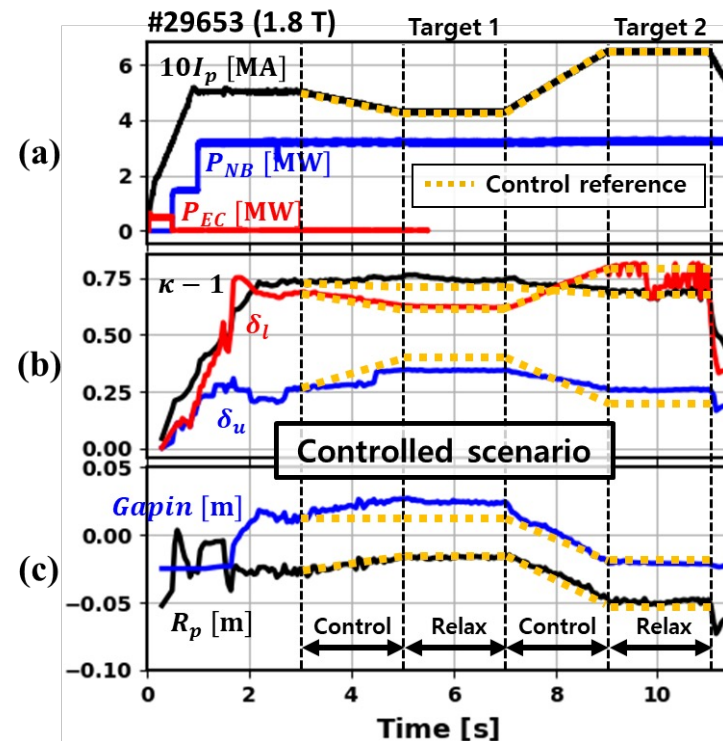 #29653 (1.8 T)
Target 1
Target 2
(a)
6
4
2
0
10I_p [MA]
P_NB [MW]
P_EC [MW]
Control reference
(b)
0.75
0.50
0.25
0.00
κ − 1
δ_l
δ_u
Controlled scenario
(c)
0.05
0.00
−0.05
−0.10
Gapin [m]
R_p [m]
Control
Relax
Control
Relax
0
2
4
6
8
10
Time [s]